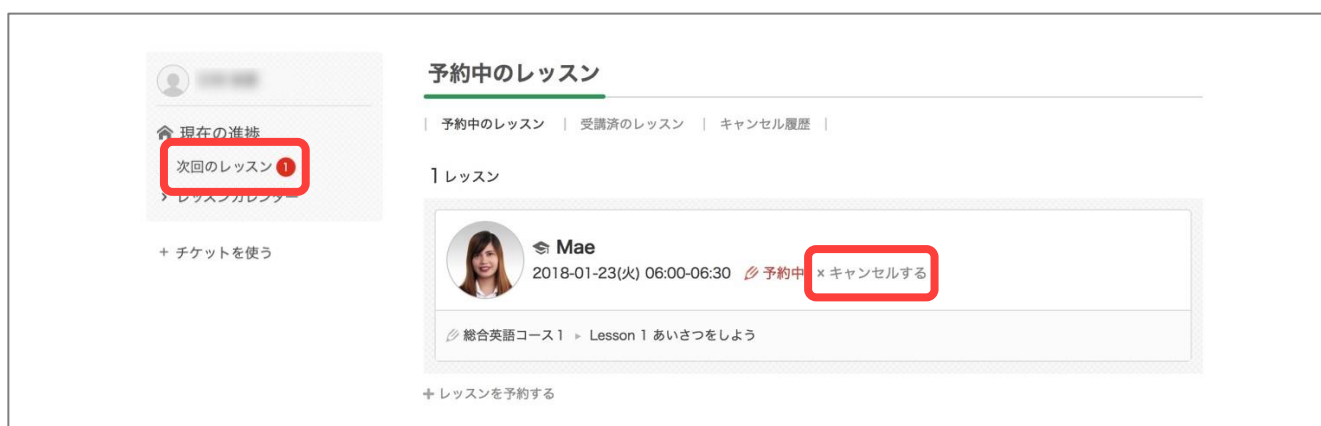 現在の進捗
次回のレッスン 1
レッスンカレンダー
+ チケットを使う
予約中のレッスン
| 予約中のレッスン | 受講済のレッスン | キャンセル履歴 |
1レッスン
Mae
2018-01-23(火) 06:00-06:30 予約中 ×キャンセルする
総合英語コース1 ▸ Lesson 1 あいさつをしよう
+レッスンを予約する